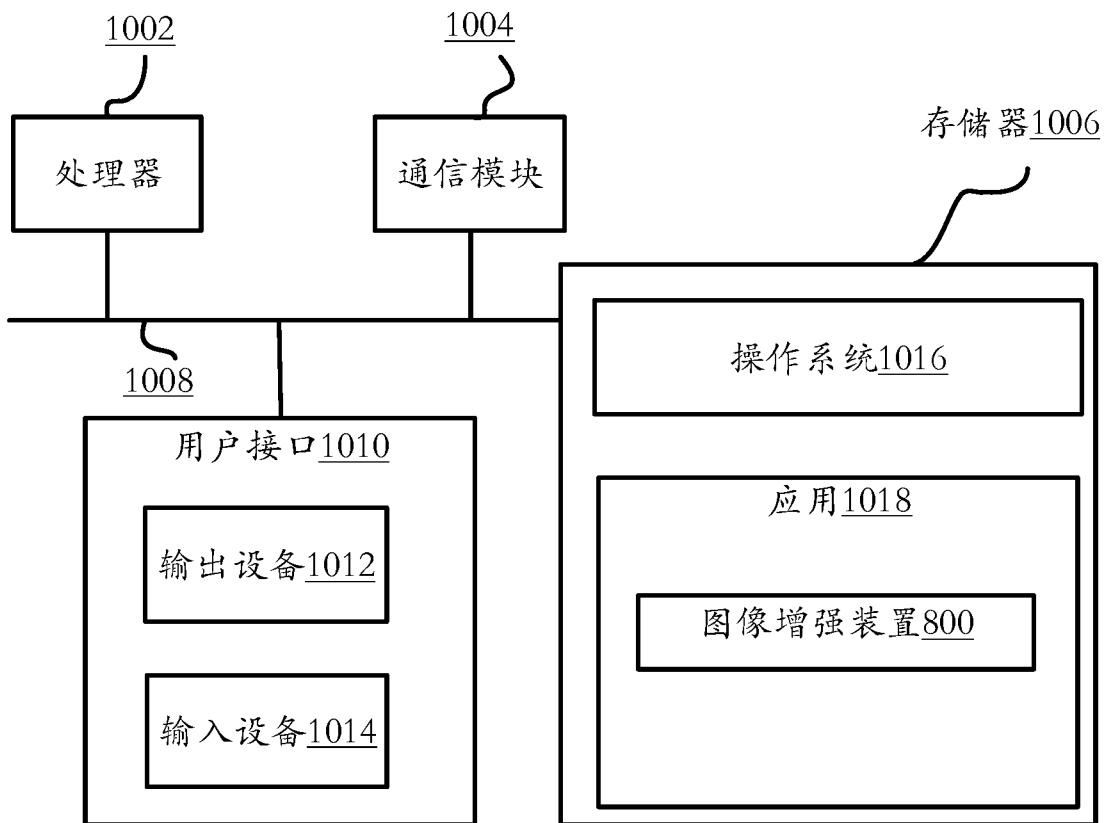 1002
1004
处理器
通信模块
存储器1006
1008
操作系统1016
用户接口1010
应用1018
输出设备1012
图像增强装置800
输入设备1014